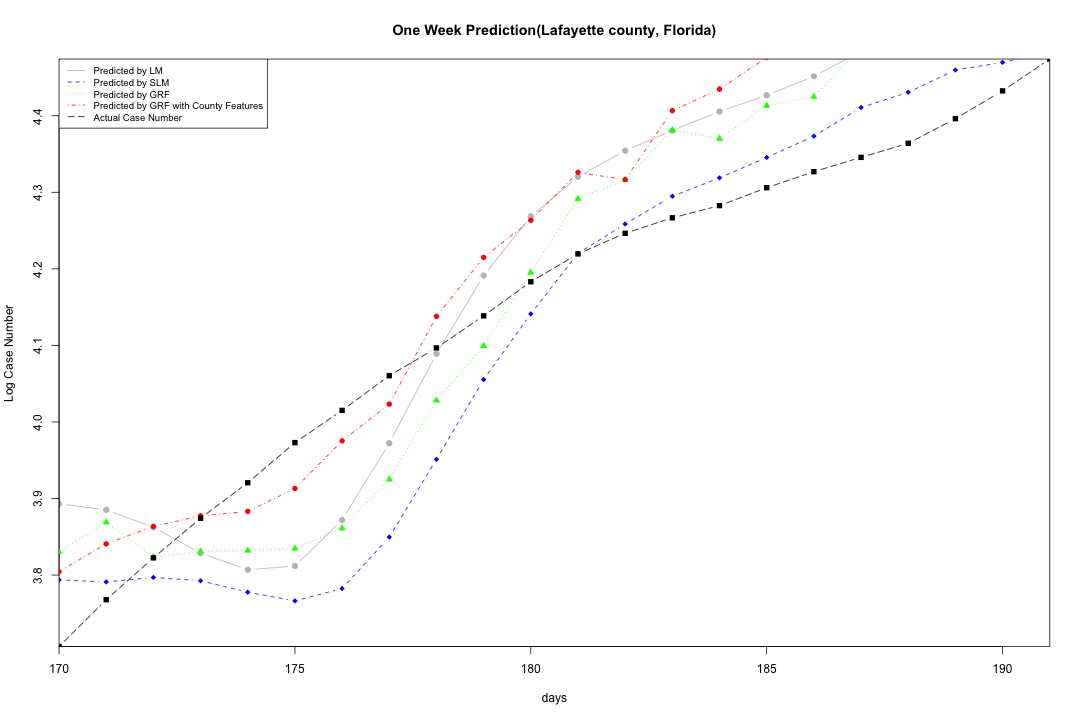 One Week Prediction(Lafayette county, Florida)
Predicted by LM
Predicted by SLM
Predicted by GRF
Predicted by GRF with County Features
Actual Case Number
Log Case Number
4.4
4.3
4.2
4.1
4.0
3.9
3.8
170
175
180
185
190
days